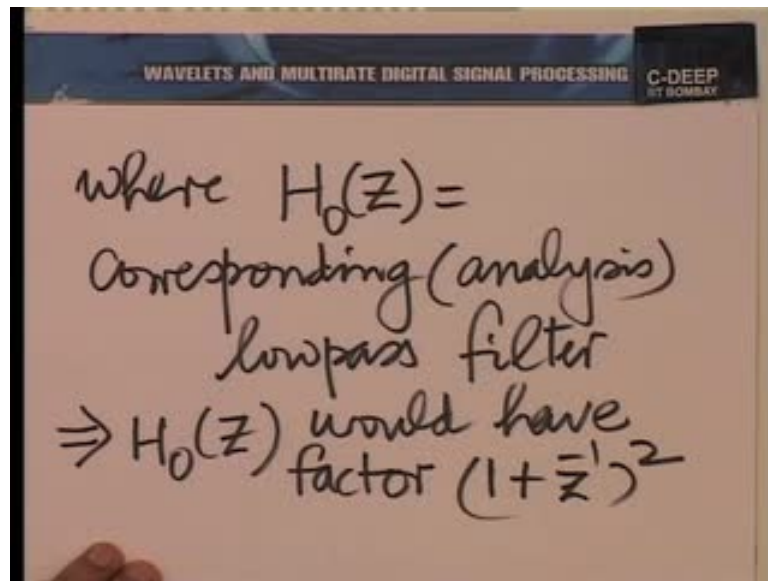 WAVELETS AND MULTIRATE DIGITAL SIGNAL PROCESSING
C-DEEP
IIT BOMBAY
where H₀(Z) =
Corresponding (analysis)
lowpass filter
⇒ H₀(Z) would have
factor (1 + z⁻¹)²